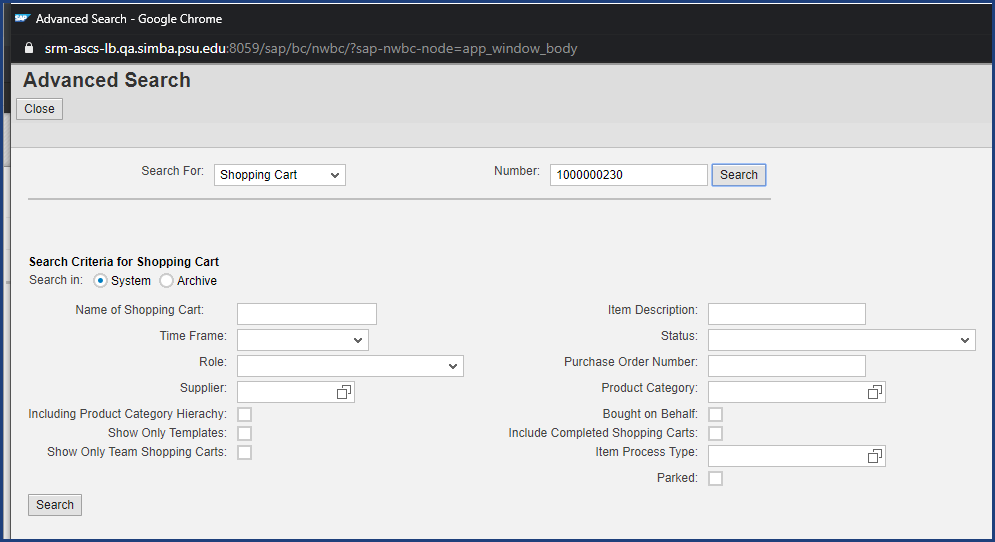 SAP Advanced Search - Google Chrome
srm-ascs-lb.qa.simba.psu.edu:8059/sap/bc/nwbc/?sap-nwbc-node=app_window_body
Advanced Search
Close
Search For: Shopping Cart Number: 1000000230 Search
Search Criteria for Shopping Cart
Search in: System Archive
Name of Shopping Cart: Item Description:
Time Frame: Status:
Role: Purchase Order Number:
Supplier: Product Category:
Including Product Category Hierachy: Bought on Behalf:
Show Only Templates: Include Completed Shopping Carts:
Show Only Team Shopping Carts: Item Process Type:
Parked:
Search